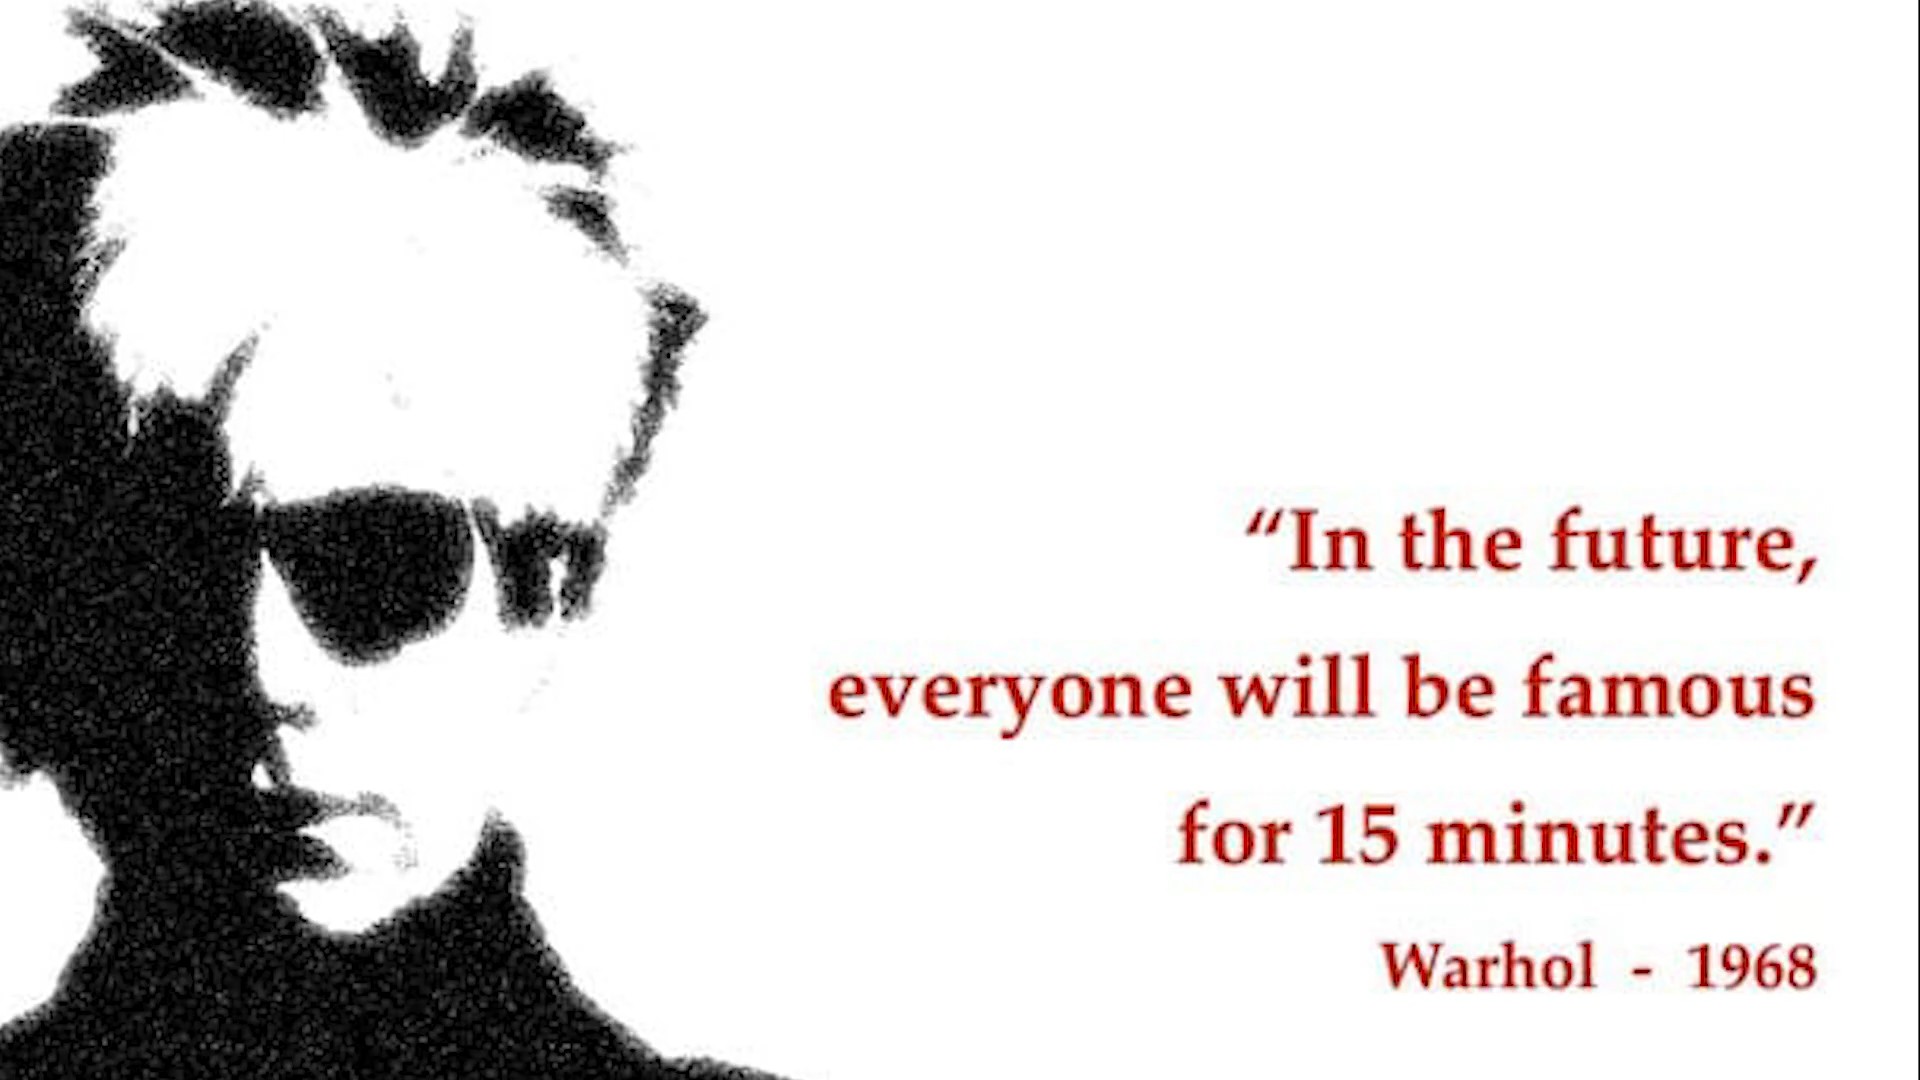 “In the future,
everyone will be famous
for 15 minutes.”
Warhol - 1968